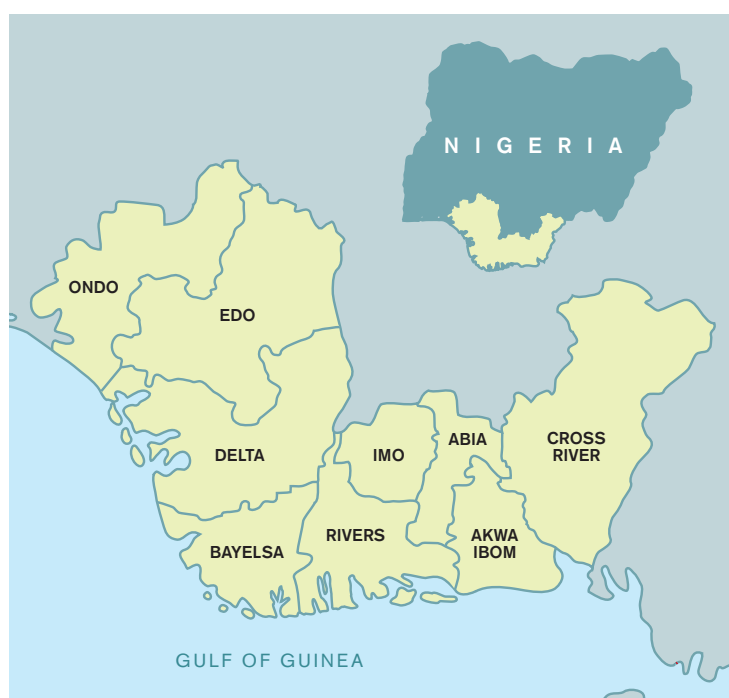 NIGERIA
ONDO
EDO
DELTA
IMO
ABIA
CROSS
RIVER
BAYELSA
RIVERS
AKWA
IBOM
GULF OF GUINEA